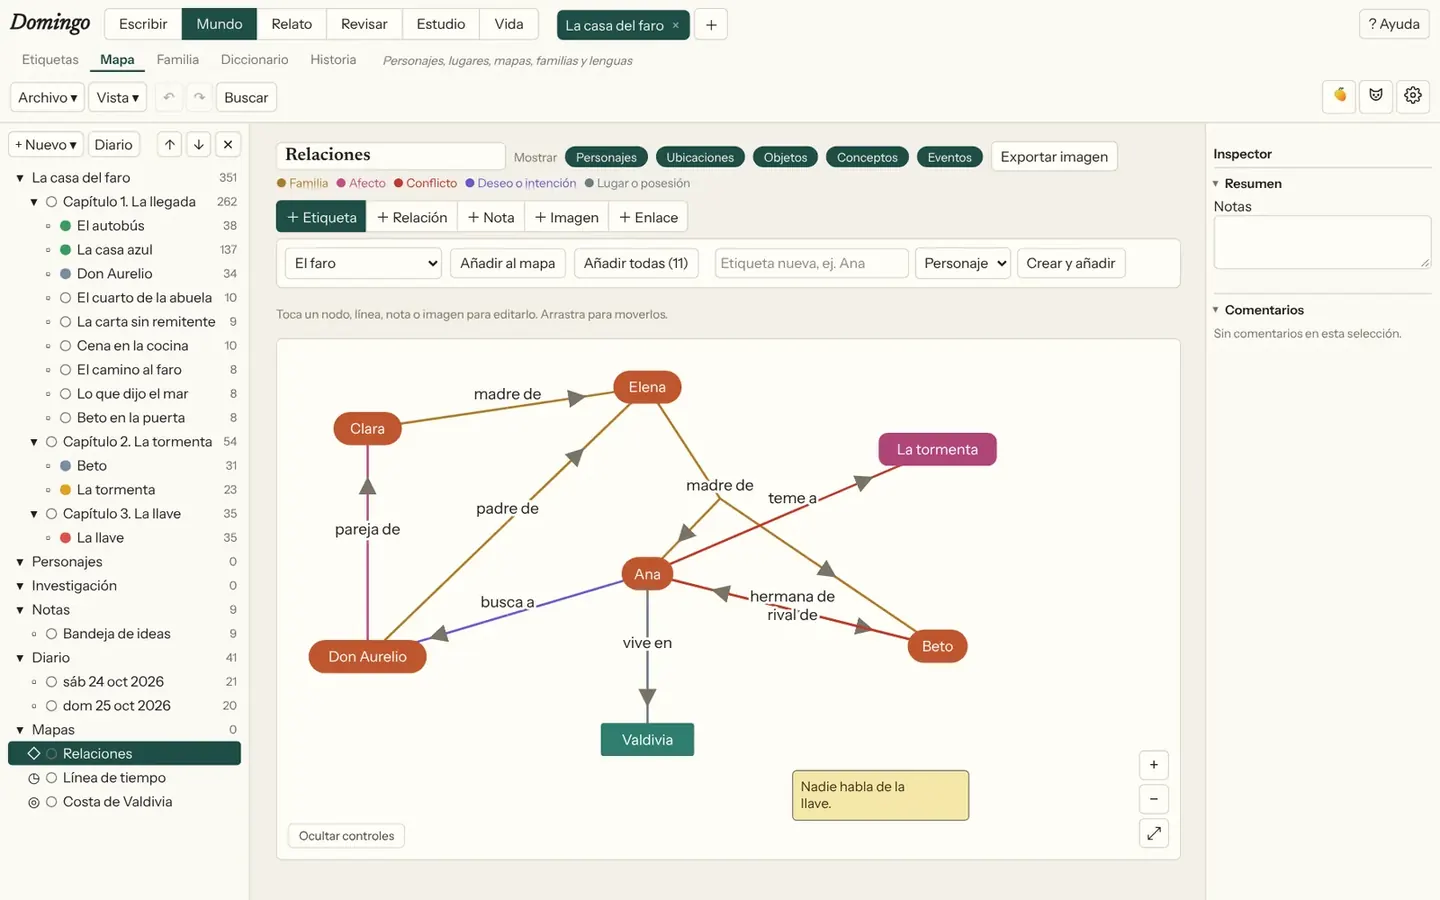 Domingo
Escribir Mundo Relato Revisar Estudio Vida
La casa del faro ×
+
? Ayuda
Etiquetas Mapa Familia Diccionario Historia
Personajes, lugares, mapas, familias y lenguas
Archivo ▾ Vista ▾ ↶ ↷ Buscar
+ Nuevo ▾ Diario ↑ ↓ ✕
La casa del faro 351
Capítulo 1. La llegada 262
El autobús 38
La casa azul 137
Don Aurelio 34
El cuarto de la abuela 10
La carta sin remitente 9
Cena en la cocina 10
El camino al faro 8
Lo que dijo el mar 8
Beto en la puerta 8
Capítulo 2. La tormenta 54
Beto 31
La tormenta 23
Capítulo 3. La llave 35
La llave 35
Personajes 0
Investigación 0
Notas 9
Bandeja de ideas 9
Diario 41
sáb 24 oct 2026 21
dom 25 oct 2026 20
Mapas 0
Relaciones
Línea de tiempo
Costa de Valdivia
Relaciones
Mostrar Personajes Ubicaciones Objetos Conceptos Eventos Exportar imagen
Familia Afecto Conflicto Deseo o intención Lugar o posesión
+ Etiqueta + Relación + Nota + Imagen + Enlace
El faro Añadir al mapa Añadir todas (11) Etiqueta nueva, ej. Ana Personaje Crear y añadir
Toca un nodo, línea, nota o imagen para editarlo. Arrastra para moverlos.
Elena
madre de
Clara
La tormenta
madre de
teme a
padre de
pareja de
Ana
hermana de
busca a
rival de
vive en
Beto
Don Aurelio
Valdivia
Nadie habla de la
llave.
+
−
Ocultar controles
Inspector
Resumen
Notas
Comentarios
Sin comentarios en esta selección.